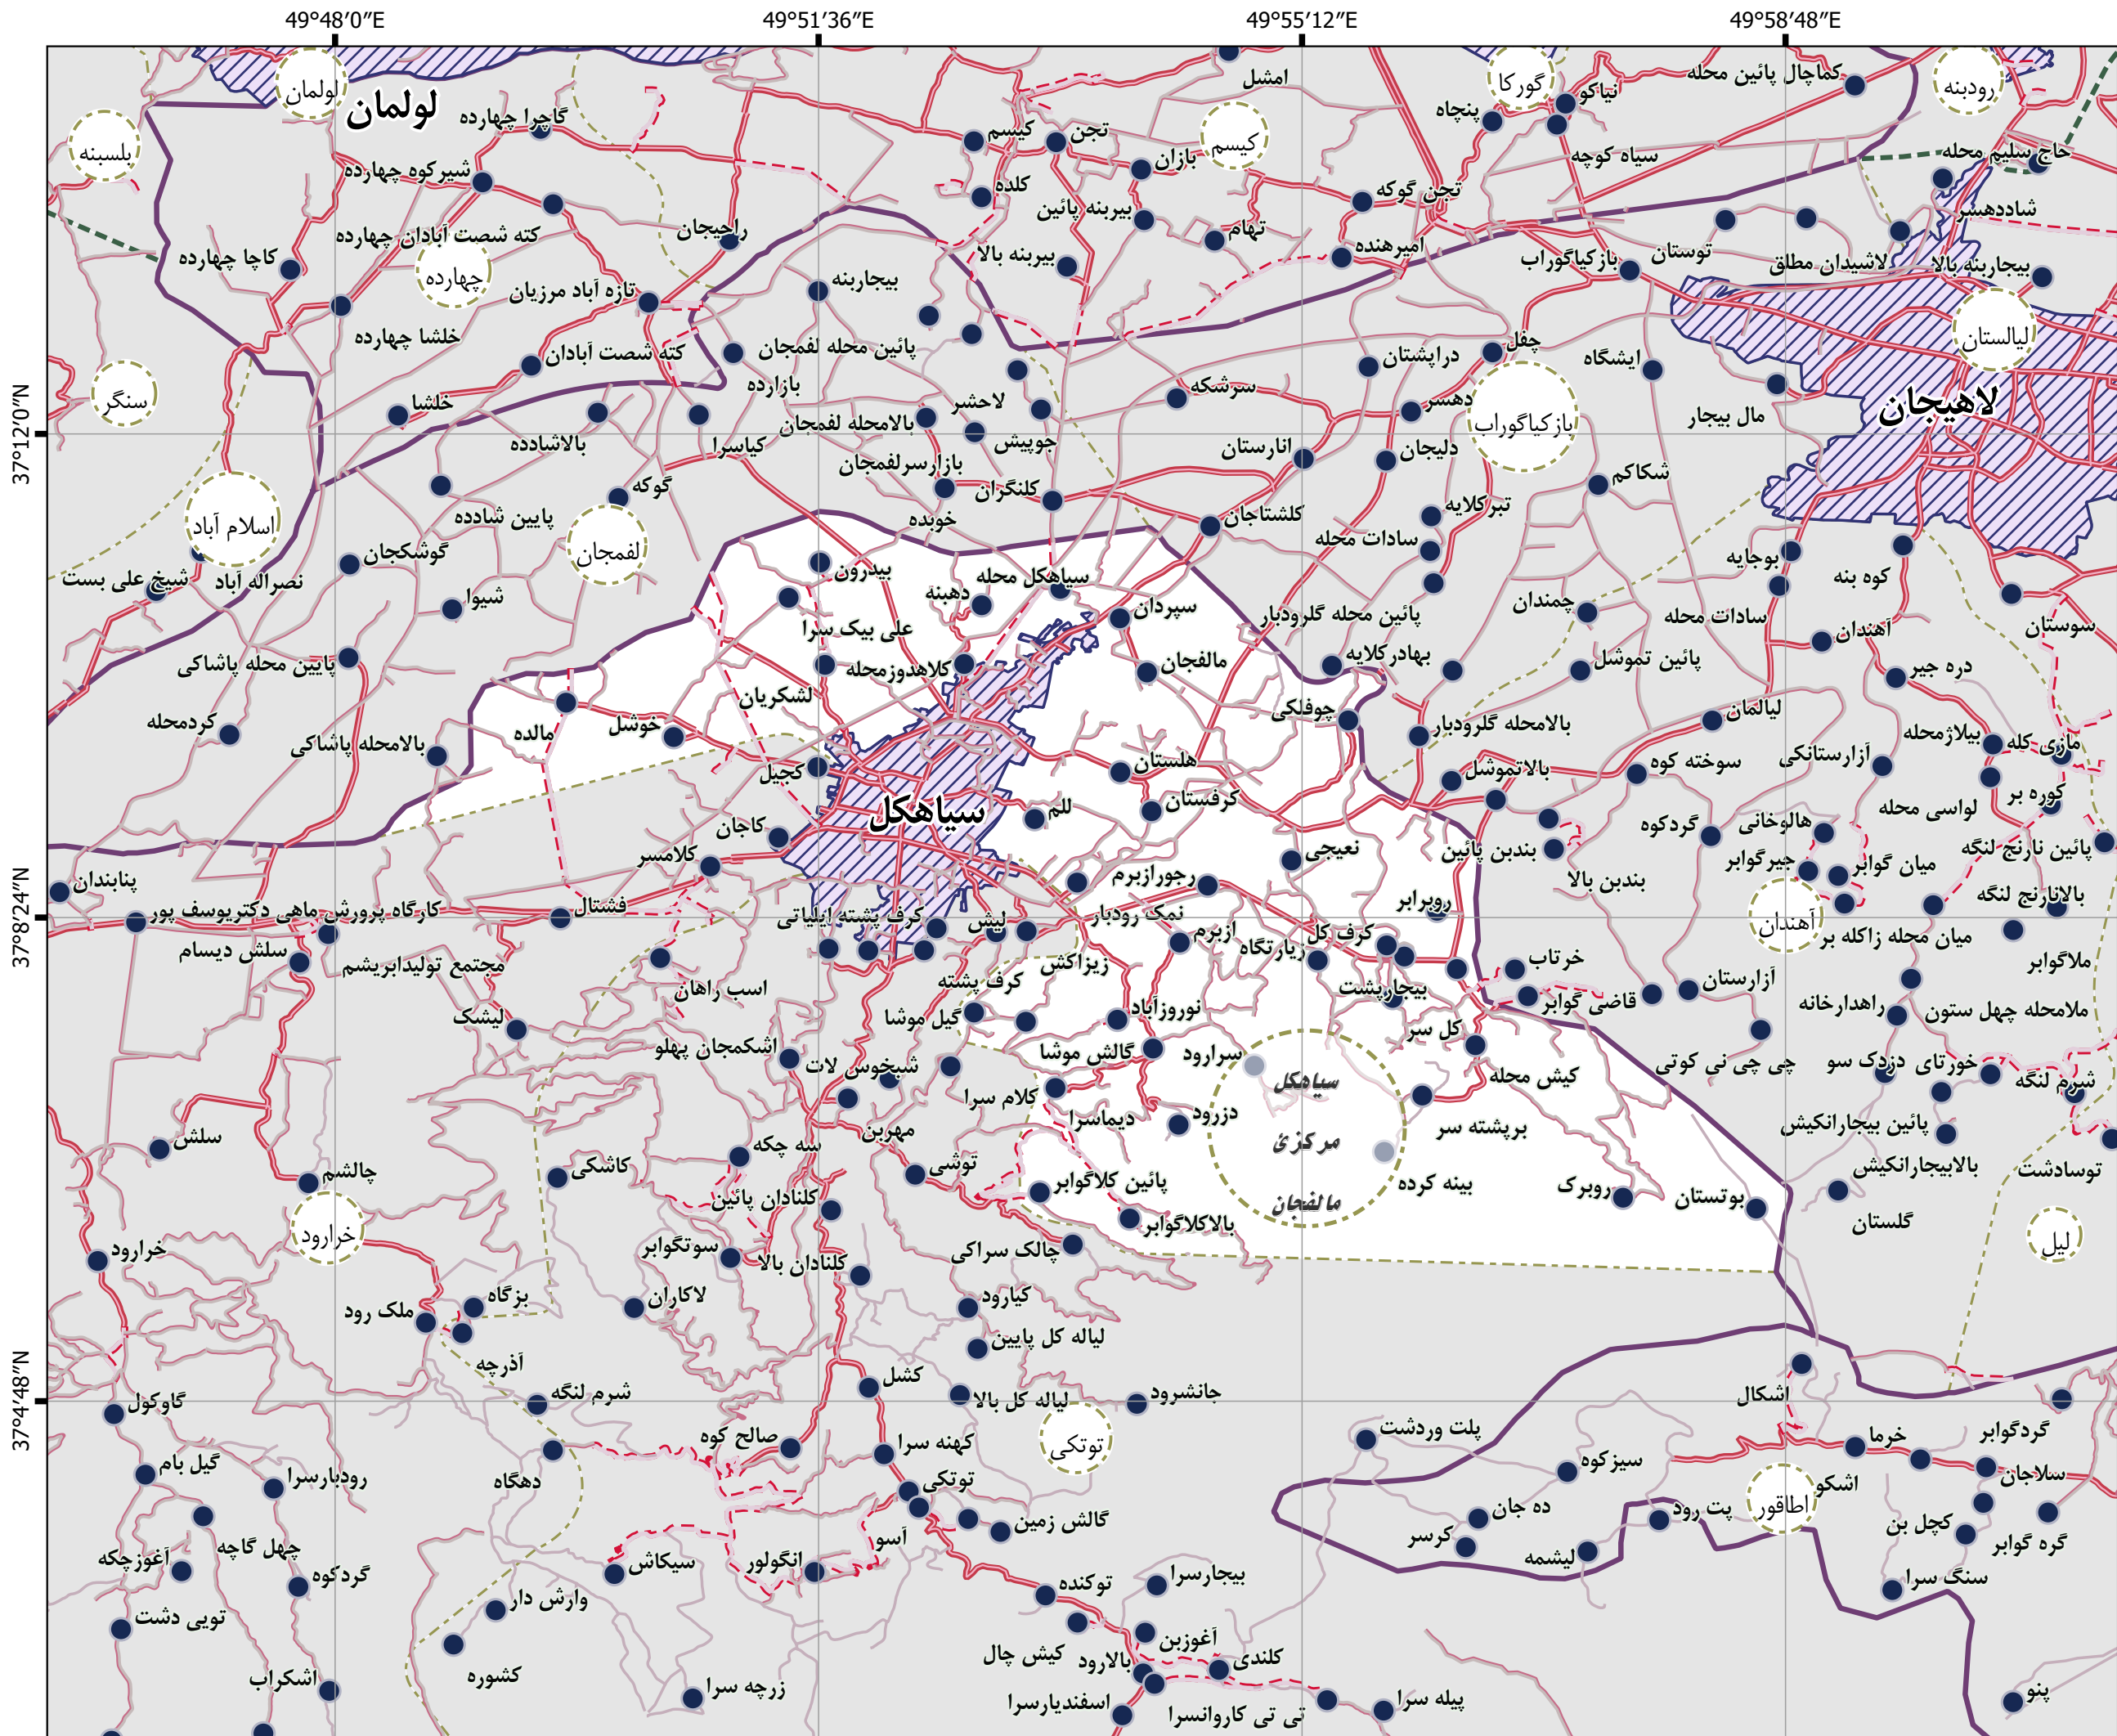 49°48′0″E
49°51′36″E
49°55′12″E
49°58′48″E
37°12′0″N
37°8′24″N
37°4′48″N
لولمان
لولمان
بلسبنه
گاچرا چهارده
شیرکوه چهارده
کته شصت آبادان چهارده
چهارده
کاچا چهارده
راجیجان
تازه آباد مرزیان
خلشا چهارده
کته شصت آبادان
خلشا
سنگر
اسلام آباد
امشل
کیسم
تجن
کیسم
بازان
کلده
بیربنه پائین
تهام
بیربنه بالا
بیجاربنه
پائین محله لفمجان
بازارده
لاحشر
بالامحله لفمجان
جوپیش
بازارسرلفمجان
کلنگران
خوبده
کیاسرا
بالاشادده
گوکه
پایین شادده
لفمجان
گورکا
نیاکو
پنچاه
سیاه کوچه
کماچال پائین محله
رودبنه
حاج سلیم محله
شاددهسر
تجن گوکه
امیرهنده
بازکیاگوراب
توستان
لاشیدان مطلق
بیجاربنه بالا
لیالستان
لاهیجان
مال بیجار
ایشگاه
چفل
دراپشتان
دهسر
بازکیاگوراب
سرشکه
انارستان
دلیجان
شکاکم
تبرکلایه
سادات محله
کلشتاجان
پائین محله گلرودبار
چمندان
بوجایه
سادات محله
کوه بنه
سوستان
آهندان
دره جیر
پائین تموشل
بهادرکلایه
چوفلکی
بالامحله گلرودبار
لیالمان
بیلاژمحله
ماری کله
کوره بر
آزارستانکی
سوخته کوه
بالاتموشل
لواسی محله
هالوخانی
گردکوه
پائین نارنج لنگه
میان گوابر
جیرگوابر
بندبن پائین
بندبن بالا
بالانارنج لنگه
آهندان
میان محله زاکله بر
ملاگوابر
شیخ علی بست
نصراله آباد
گوشکجان
شیوا
پایین محله پاشاکی
کردمحله
بالامحله پاشاکی
مالده
خوشل
لشکریان
علی بیک سرا
بیدرون
دهبنه
سیاهکل محله
سپردان
کلاهدوزمحله
مالفجان
کجیل
سیاهکل
هلستان
کرفستان
للم
کاجان
کلامسر
نعیجی
رجورازبرم
روبرابر
پنابندان
کارگاه پرورش ماهی دکتریوسف پور
سلش دیسام
مجتمع تولیدابریشم
فشتال
کرف پشته ایلیاتی
لیش
نمک رودبار
ازبرم
زیارتگاه
کرف کل
زیزاکش
کرف پشته
اسب راهان
لیشک
گیل موشا
نوروزآباد
گالش موشا
اشکمجان پهلو
شبخوس لات
سرارود
بیجارپشت
خرتاب
قاضی گوابر
آزارستان
راهدارخانه
ملامحله چهل ستون
کل سر
کیش محله
چی چی نی کوتی
خورتای دزدک سو
شرم لنگه
سیاهکل
مرکزی
مالفجان
کلام سرا
دیماسرا
دزرود
برپشته سر
پائین بیجارانکیش
بالابیجارانکیش
توسادشت
سلش
چالشم
خرارود
خرارود
کاشکی
سه چکه
مهربن
توشی
پائین کلاگوابر
بالاکلاگوابر
بینه کرده
روبرک
بوتستان
گلستان
لیل
کلنادان پائین
سوتگوابر
کلنادان بالا
چالک سراکی
لاکاران
کیارود
بزگاه
ملک رود
آذرچه
لیاله کل پایین
شرم لنگه
کشل
لیاله کل بالا
جانشرود
اشکال
گاوکول
صالح کوه
کهنه سرا
توتکی
پلت وردشت
خرما
گردگوابر
گیل بام
رودبارسرا
دهگاه
توتکی
سیزکوه
سلاجان
اشکو
اطاقور
ده جان
پت رود
کچل بن
گره گوابر
گالش زمین
کرسر
لیشمه
آسو
چهل گاچه
آغوزچکه
گردکوه
سیکاش
انگولور
بیجارسرا
سنگ سرا
توکنده
وارش دار
تویی دشت
آغوزبن
کیش چال
بالارود
کلندی
کشوره
اشکراب
زرچه سرا
اسفندیارسرا
تی تی کاروانسرا
پیله سرا
پنو